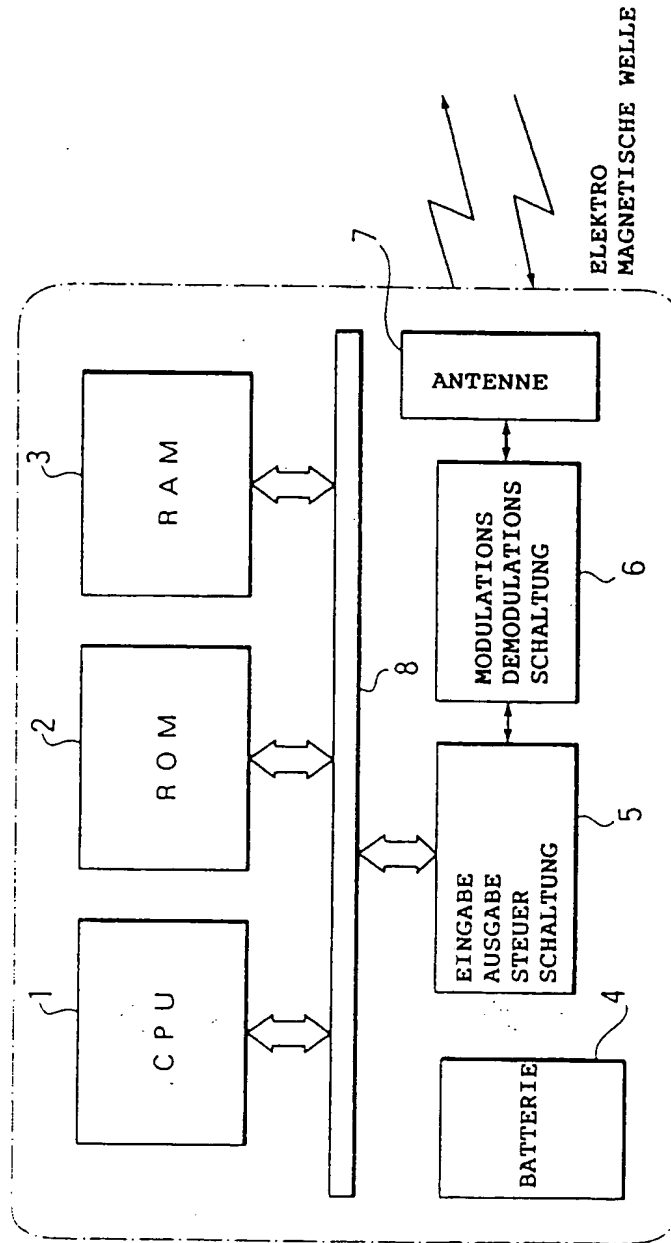 1
CPU
2
ROM
3
RAM
8
4
BATTERIE
5
EINGABE
AUSGABE
STEUER
SCHALTUNG
6
MODULATIONS
DEMODULATIONS
SCHALTUNG
7
ANTENNE
ELEKTRO
MAGNETISCHE WELLE